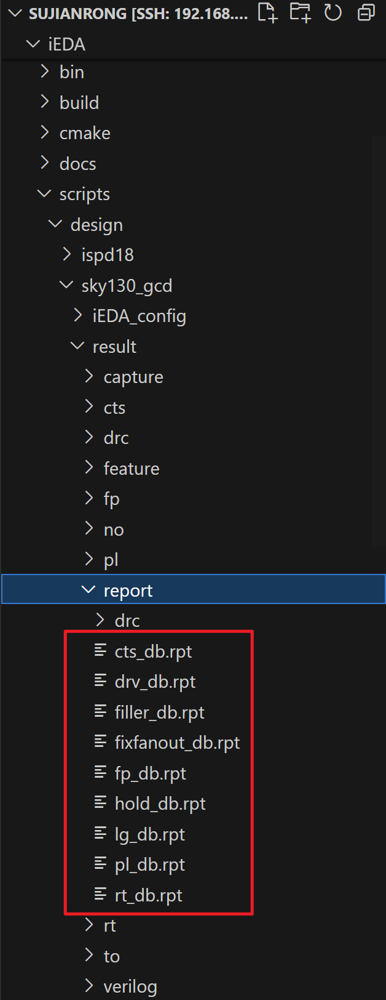 SUJIANRONG [SSH: 192.168....
iEDA
bin
build
cmake
docs
scripts
design
ispd18
sky130_gcd
iEDA_config
result
capture
cts
drc
feature
fp
no
pl
report
drc
cts_db.rpt
drv_db.rpt
filler_db.rpt
fixfanout_db.rpt
fp_db.rpt
hold_db.rpt
lg_db.rpt
pl_db.rpt
rt_db.rpt
rt
to
verilog